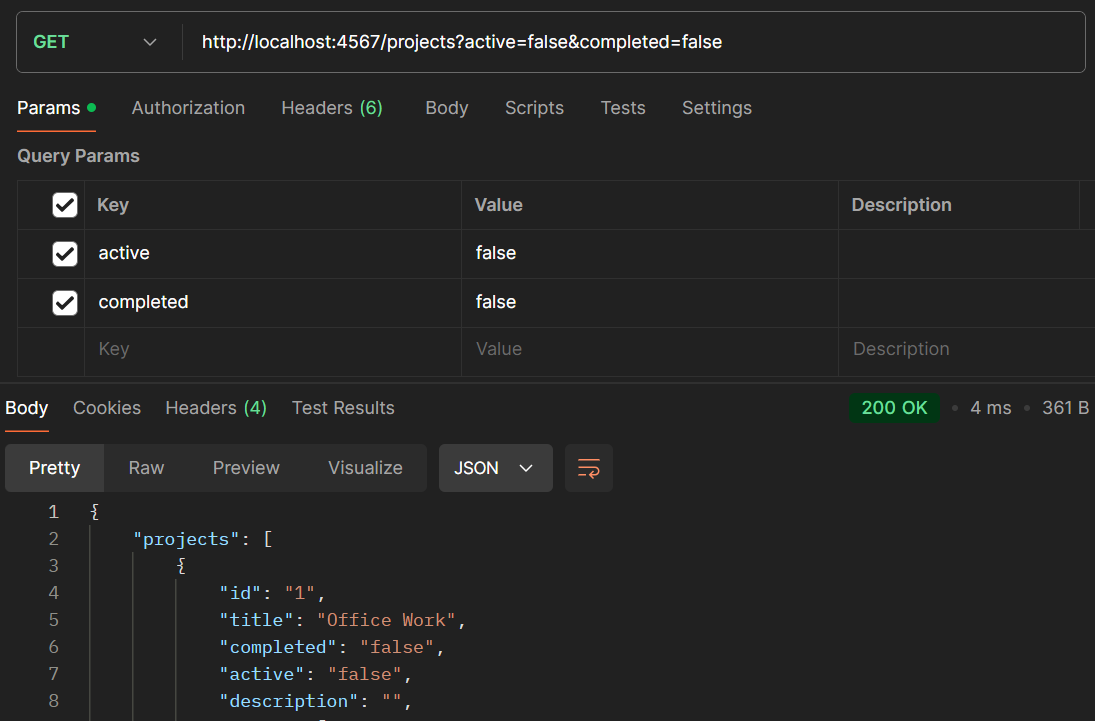 GET http://localhost:4567/projects?active=false&completed=false
Params Authorization Headers (6) Body Scripts Tests Settings
Query Params
Key Value Description
active false
completed false
Key Value Description
Body Cookies Headers (4) Test Results 200 OK • 4 ms • 361 B
Pretty Raw Preview Visualize JSON
1 {
2 "projects": [
3 {
4 "id": "1",
5 "title": "Office Work",
6 "completed": "false",
7 "active": "false",
8 "description": "",